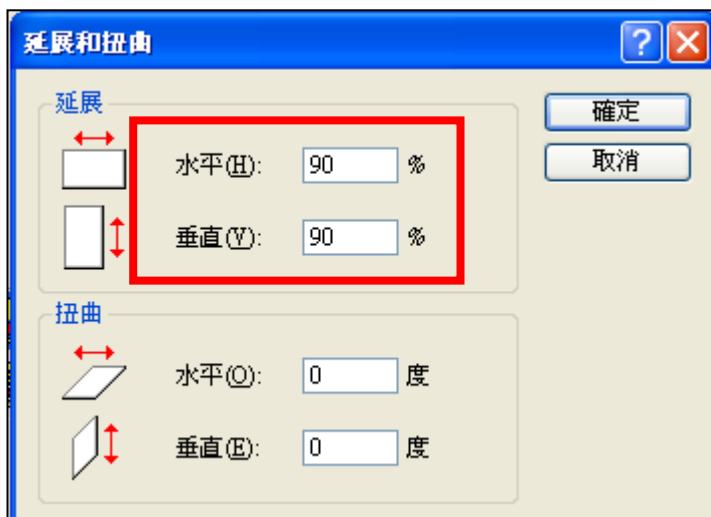 延展和扭曲
延展
水平(H): 90 %
垂直(V): 90 %
扭曲
水平(O): 0 度
垂直(E): 0 度
確定
取消